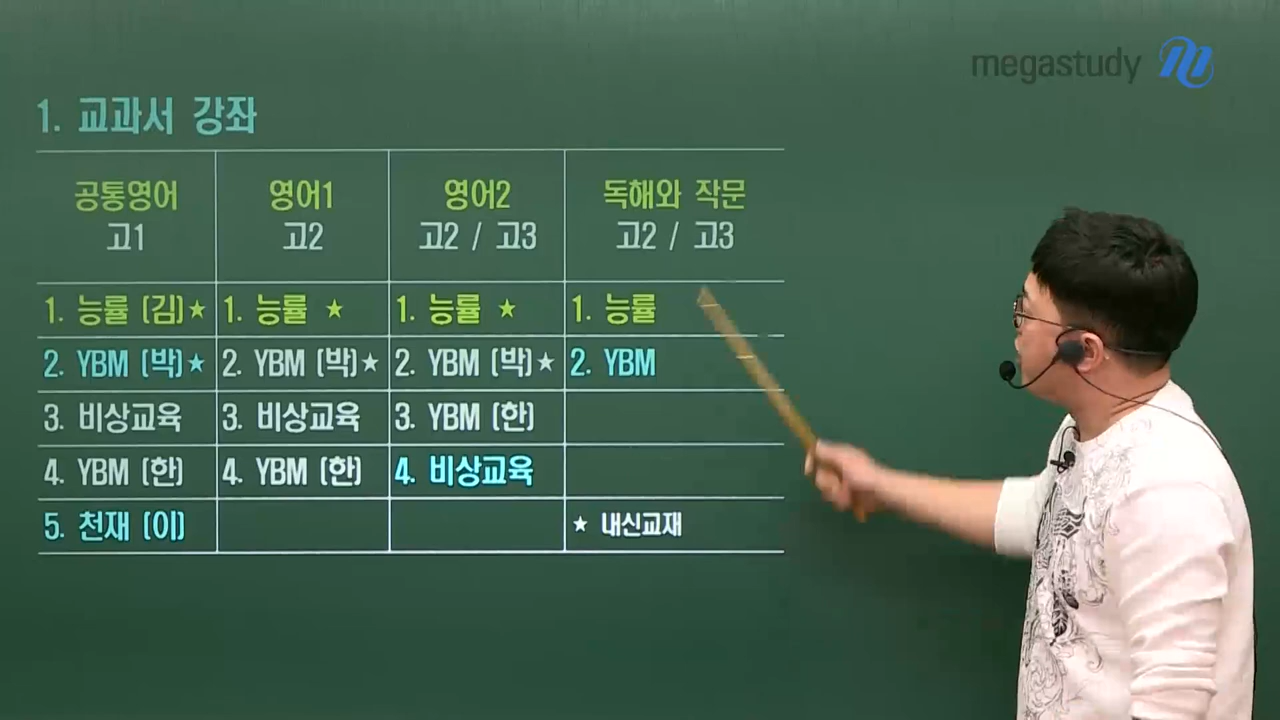 megastudy
1. 교과서 강좌
공통영어 영어1 영어2 독해와 작문
고1 고2 고2 / 고3 고2 / 고3
1. 능률 (김)★ 1. 능률 ★ 1. 능률 ★ 1. 능률
2. YBM (박)★ 2. YBM (박)★ 2. YBM (박)★ 2. YBM
3. 비상교육 3. 비상교육 3. YBM (한)
4. YBM (한) 4. YBM (한) 4. 비상교육
5. 천재 (이) ★ 내신교재